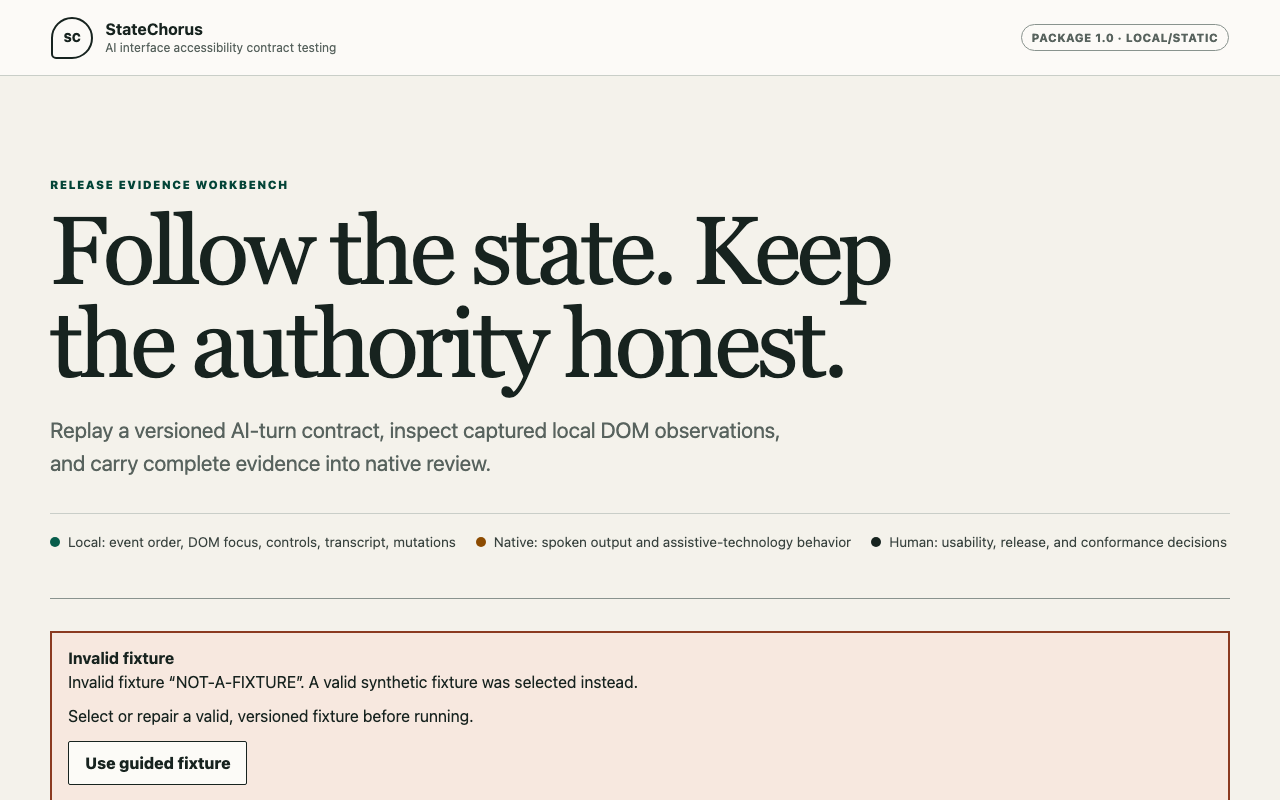 SC
StateChorus
AI interface accessibility contract testing
PACKAGE 1.0 · LOCAL/STATIC
RELEASE EVIDENCE WORKBENCH
Follow the state. Keep
the authority honest.
Replay a versioned AI-turn contract, inspect captured local DOM observations,
and carry complete evidence into native review.
Local: event order, DOM focus, controls, transcript, mutations
Native: spoken output and assistive-technology behavior
Human: usability, release, and conformance decisions
Invalid fixture
Invalid fixture “NOT-A-FIXTURE”. A valid synthetic fixture was selected instead.
Select or repair a valid, versioned fixture before running.
Use guided fixture